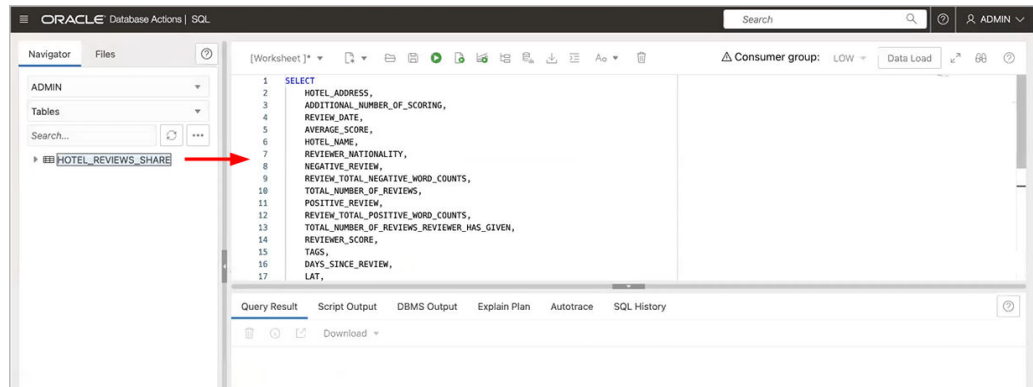 ORACLE Database Actions | SQL
Search
ADMIN
Navigator
Files
ADMIN
Tables
Search...
HOTEL_REVIEWS_SHARE
[Worksheet ]*
Aa
Consumer group:
LOW
Data Load
1 SELECT
2 HOTEL_ADDRESS,
3 ADDITIONAL_NUMBER_OF_SCORING,
4 REVIEW_DATE,
5 AVERAGE_SCORE,
6 HOTEL_NAME,
7 REVIEWER_NATIONALITY,
8 NEGATIVE_REVIEW,
9 REVIEW_TOTAL_NEGATIVE_WORD_COUNTS,
10 TOTAL_NUMBER_OF_REVIEWS,
11 POSITIVE_REVIEW,
12 REVIEW_TOTAL_POSITIVE_WORD_COUNTS,
13 TOTAL_NUMBER_OF_REVIEWS_REVIEWER_HAS_GIVEN,
14 REVIEWER_SCORE,
15 TAGS,
16 DAYS_SINCE_REVIEW,
17 LAT,
Query Result
Script Output
DBMS Output
Explain Plan
Autotrace
SQL History
Download